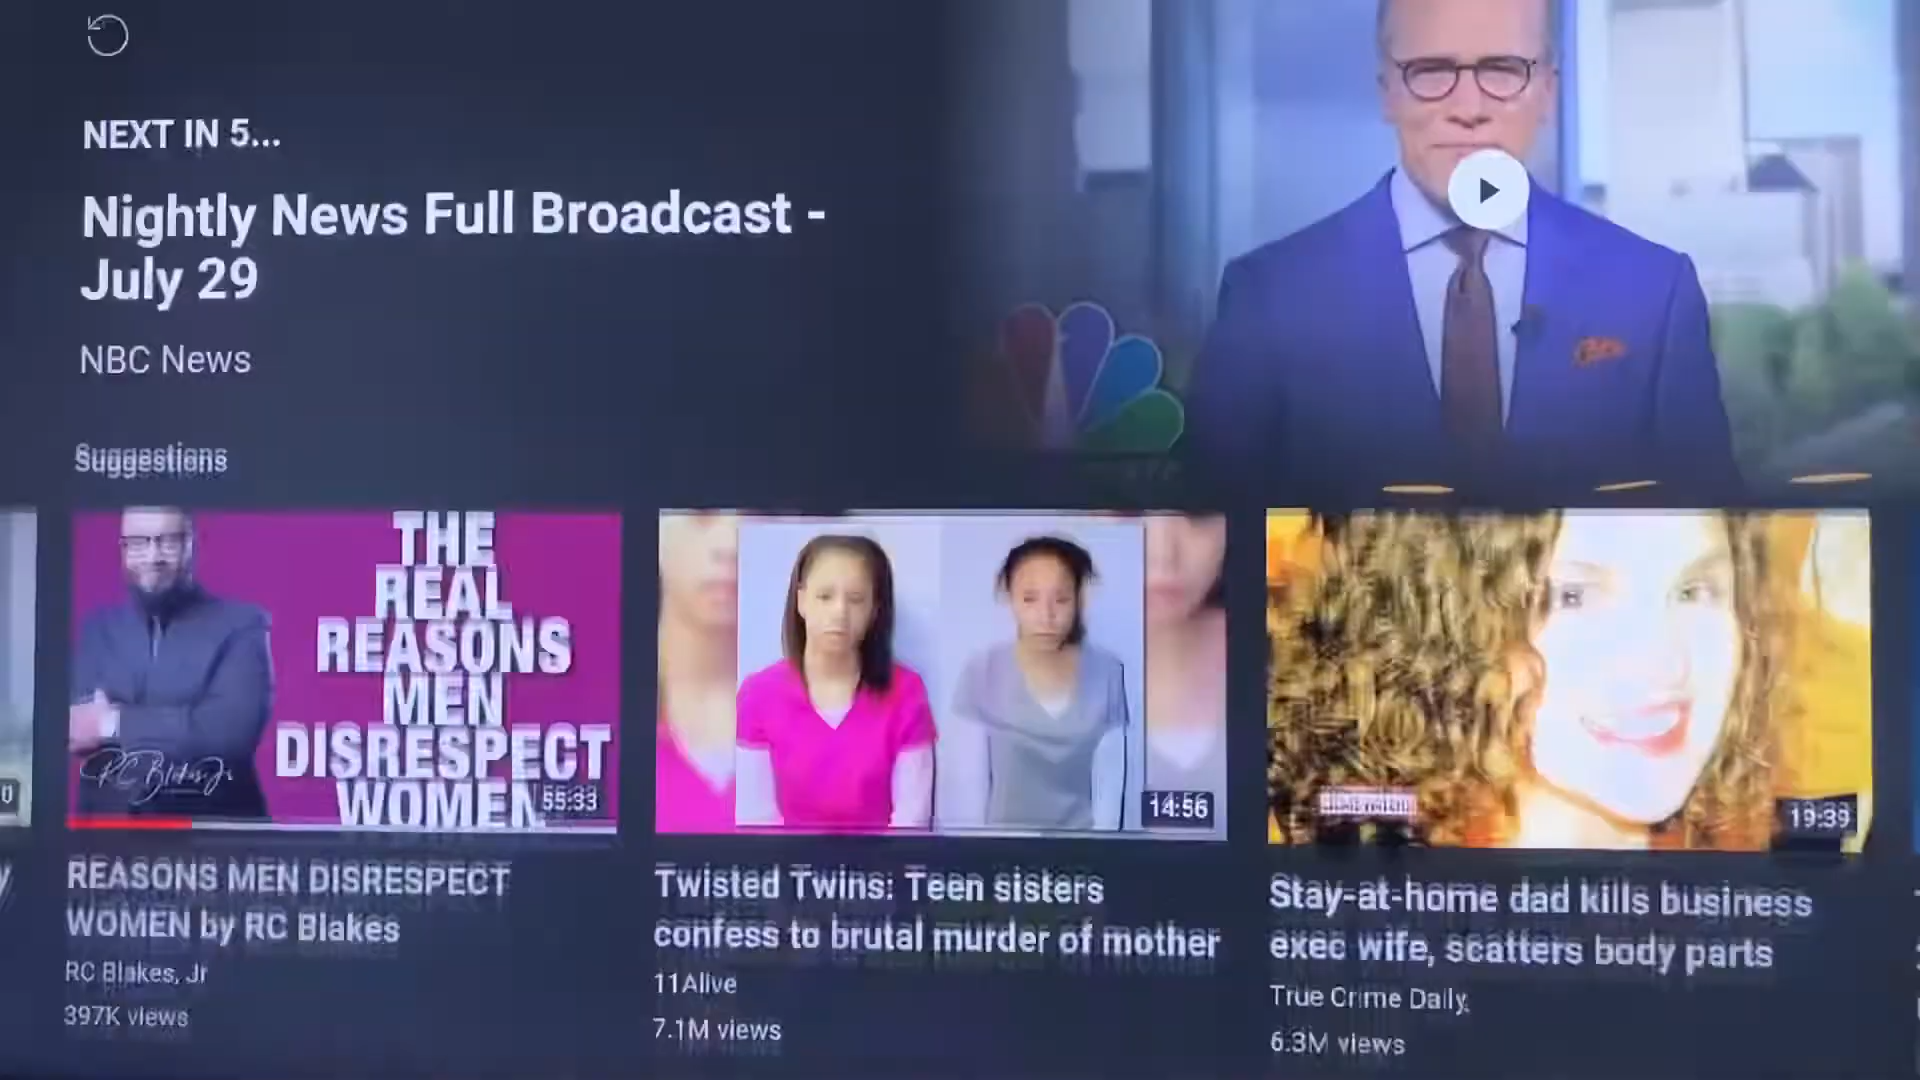 NEXT IN 5...
Nightly News Full Broadcast -
July 29
NBC News
Suggestions
THE
REAL
REASONS
MEN
DISRESPECT
WOMEN
RC Blakes Jr
55:33
14:56
19:39
REASONS MEN DISRESPECT
WOMEN by RC Blakes
RC Blakes, Jr
397K views
Twisted Twins: Teen sisters
confess to brutal murder of mother
11Alive
7.1M views
Stay-at-home dad kills business
exec wife, scatters body parts
True Crime Daily
6.3M views